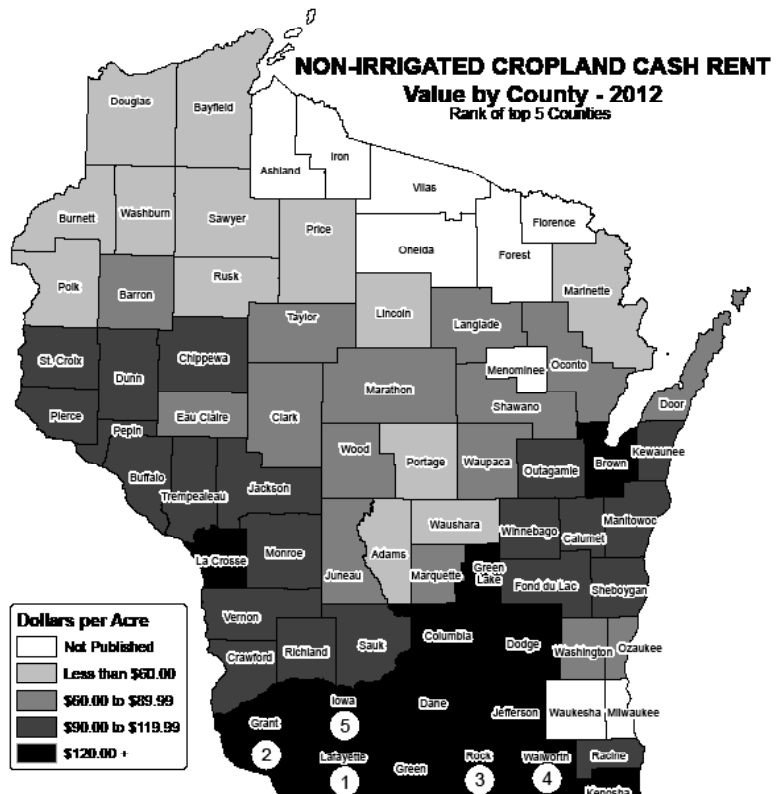 NON-IRRIGATED CROPLAND CASH RENT
Value by County - 2012
Rank of top 5 Counties
Douglas
Bayfield
Ashland
Iron
Vilas
Florence
Burnett
Washburn
Sawyer
Price
Oneida
Forest
Marinette
Polk
Barron
Rusk
Taylor
Lincoln
Langlade
Oconto
St. Croix
Dunn
Chippewa
Menominee
Marathon
Shawano
Door
Pierce
Pepin
Eau Claire
Clark
Wood
Portage
Waupaca
Outagamie
Brown
Kewaunee
Buffalo
Trempealeau
Jackson
Waushara
Winnebago
Calumet
Manitowoc
La Crosse
Monroe
Juneau
Adams
Marquette
Green
Lake
Fond du Lac
Sheboygan
Vernon
Crawford
Richland
Sauk
Columbia
Dodge
Washington
Ozaukee
Iowa
5
Dane
Jefferson
Waukesha
Milwaukee
Grant
2
Lafayette
1
Green
Rock
3
Walworth
4
Racine
Kenosha
Dollars per Acre
Not Published
Less than $60.00
$60.00 to $89.99
$90.00 to $119.99
$120.00 +